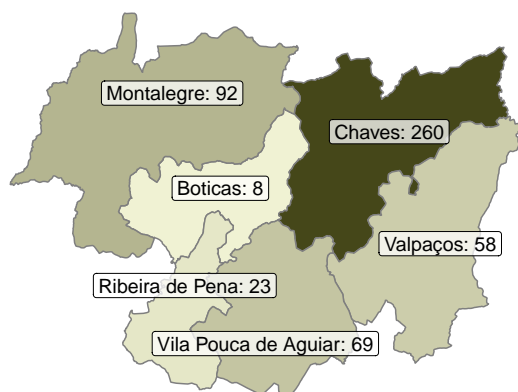 Montalegre: 92
Chaves: 260
Boticas: 8
Valpaços: 58
Ribeira de Pena: 23
Vila Pouca de Aguiar: 69